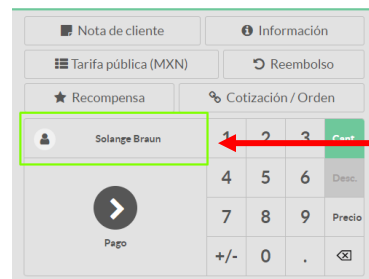 Nota de cliente
Información
Tarifa pública (MXN)
Reembolso
Recompensa
Cotización / Orden
Solange Braun
1 2 3 Cant.
4 5 6 Desc.
7 8 9 Precio
Pago
+/- 0 .